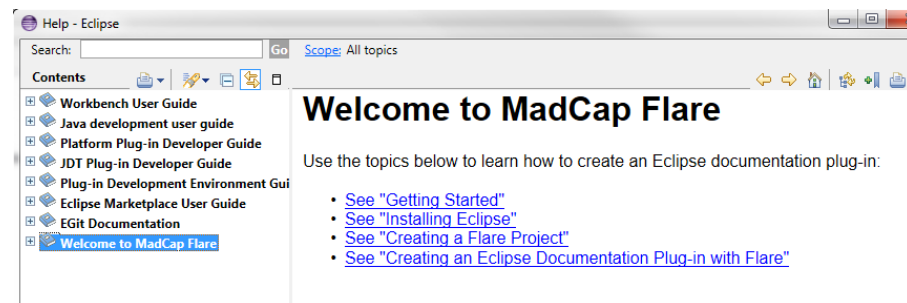 Help - Eclipse
Search:
Go
Scope: All topics
Contents
Workbench User Guide
Java development user guide
Platform Plug-in Developer Guide
JDT Plug-in Developer Guide
Plug-in Development Environment Gui
Eclipse Marketplace User Guide
EGit Documentation
Welcome to MadCap Flare
Welcome to MadCap Flare
Use the topics below to learn how to create an Eclipse documentation plug-in:
• See "Getting Started"
• See "Installing Eclipse"
• See "Creating a Flare Project"
• See "Creating an Eclipse Documentation Plug-in with Flare"